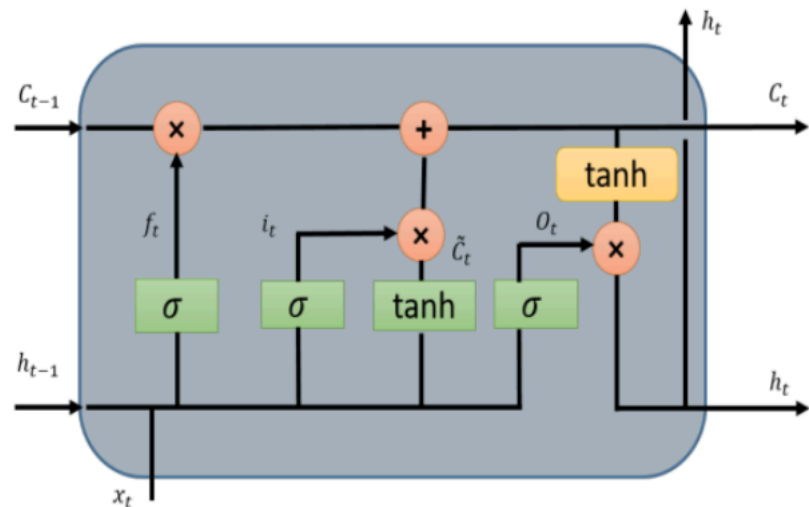 h_t
C_{t-1}
C_t
×
+
tanh
f_t
i_t
×
C̃_t
O_t
×
σ
σ
tanh
σ
h_{t-1}
h_t
x_t